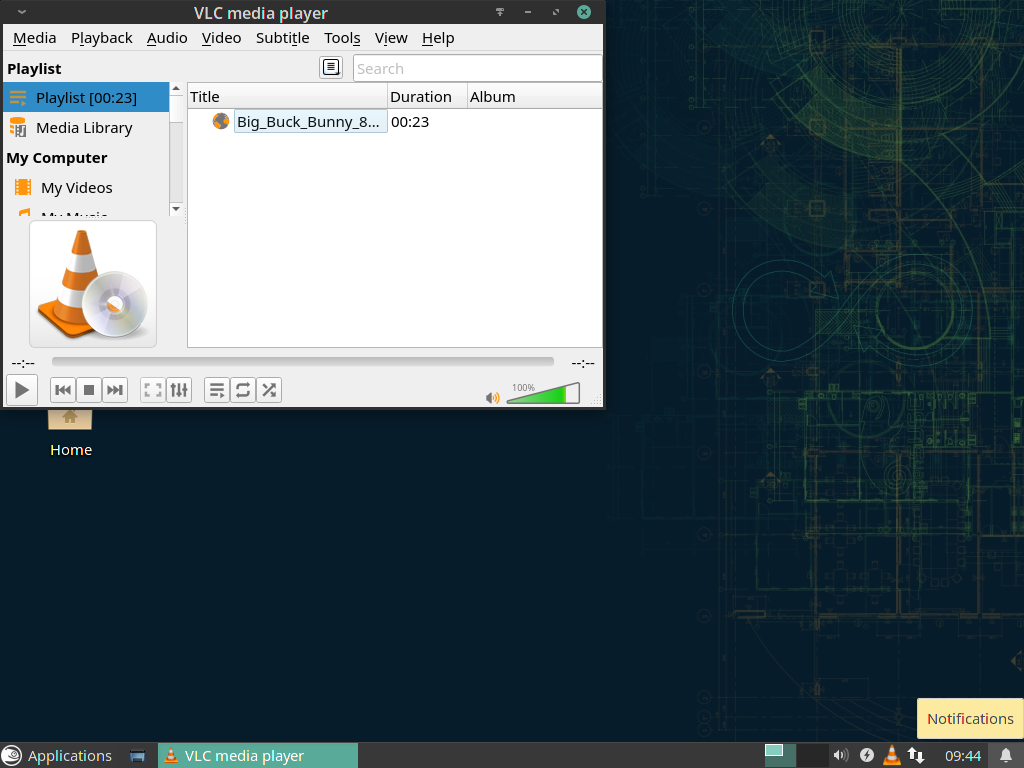 VLC media player
Media Playback Audio Video Subtitle Tools View Help
Playlist
Search
Playlist [00:23]
Media Library
My Computer
My Videos
My Music
Title Duration Album
Big_Buck_Bunny_8... 00:23
--:-- --:--
100%
Home
Notifications
Applications
VLC media player
09:44